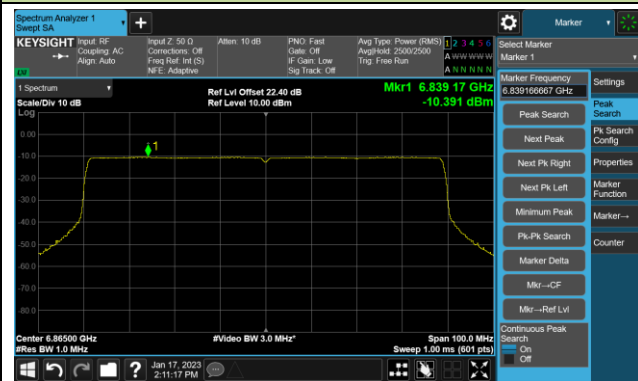 Spectrum Analyzer 1
Swept SA
+
Marker
KEYSIGHT
Input: RF
Coupling: AC
Align: Auto
Input Z: 50 Ω
Corrections: Off
Freq Ref: Int (S)
NFE: Adaptive
Atten: 10 dB
PNO: Fast
Gate: Off
IF Gain: Low
Sig Track: Off
Avg Type: Power (RMS)
Avg|Hold: 2500/2500
Trig: Free Run
1 2 3 4 5 6
A W W W W W
A N N N N N
Select Marker
Marker 1
1 Spectrum
Scale/Div 10 dB
Log
Ref Lvl Offset 22.40 dB
Ref Level 10.00 dBm
Mkr1 6.839 17 GHz
-10.391 dBm
0.00
-10.0
-20.0
-30.0
-40.0
-50.0
-60.0
-70.0
-80.0
1
Center 6.86500 GHz
#Res BW 1.0 MHz
#Video BW 3.0 MHz*
Span 100.0 MHz
Sweep 1.00 ms (601 pts)
Marker Frequency
6.839166667 GHz
Peak Search
Next Peak
Next Pk Right
Next Pk Left
Minimum Peak
Pk-Pk Search
Marker Delta
Mkr→CF
Mkr→Ref Lvl
Continuous Peak
Search
On
Off
Settings
Peak
Search
Pk Search
Config
Properties
Marker
Function
Marker→
Counter
?
Jan 17, 2023
2:11:17 PM